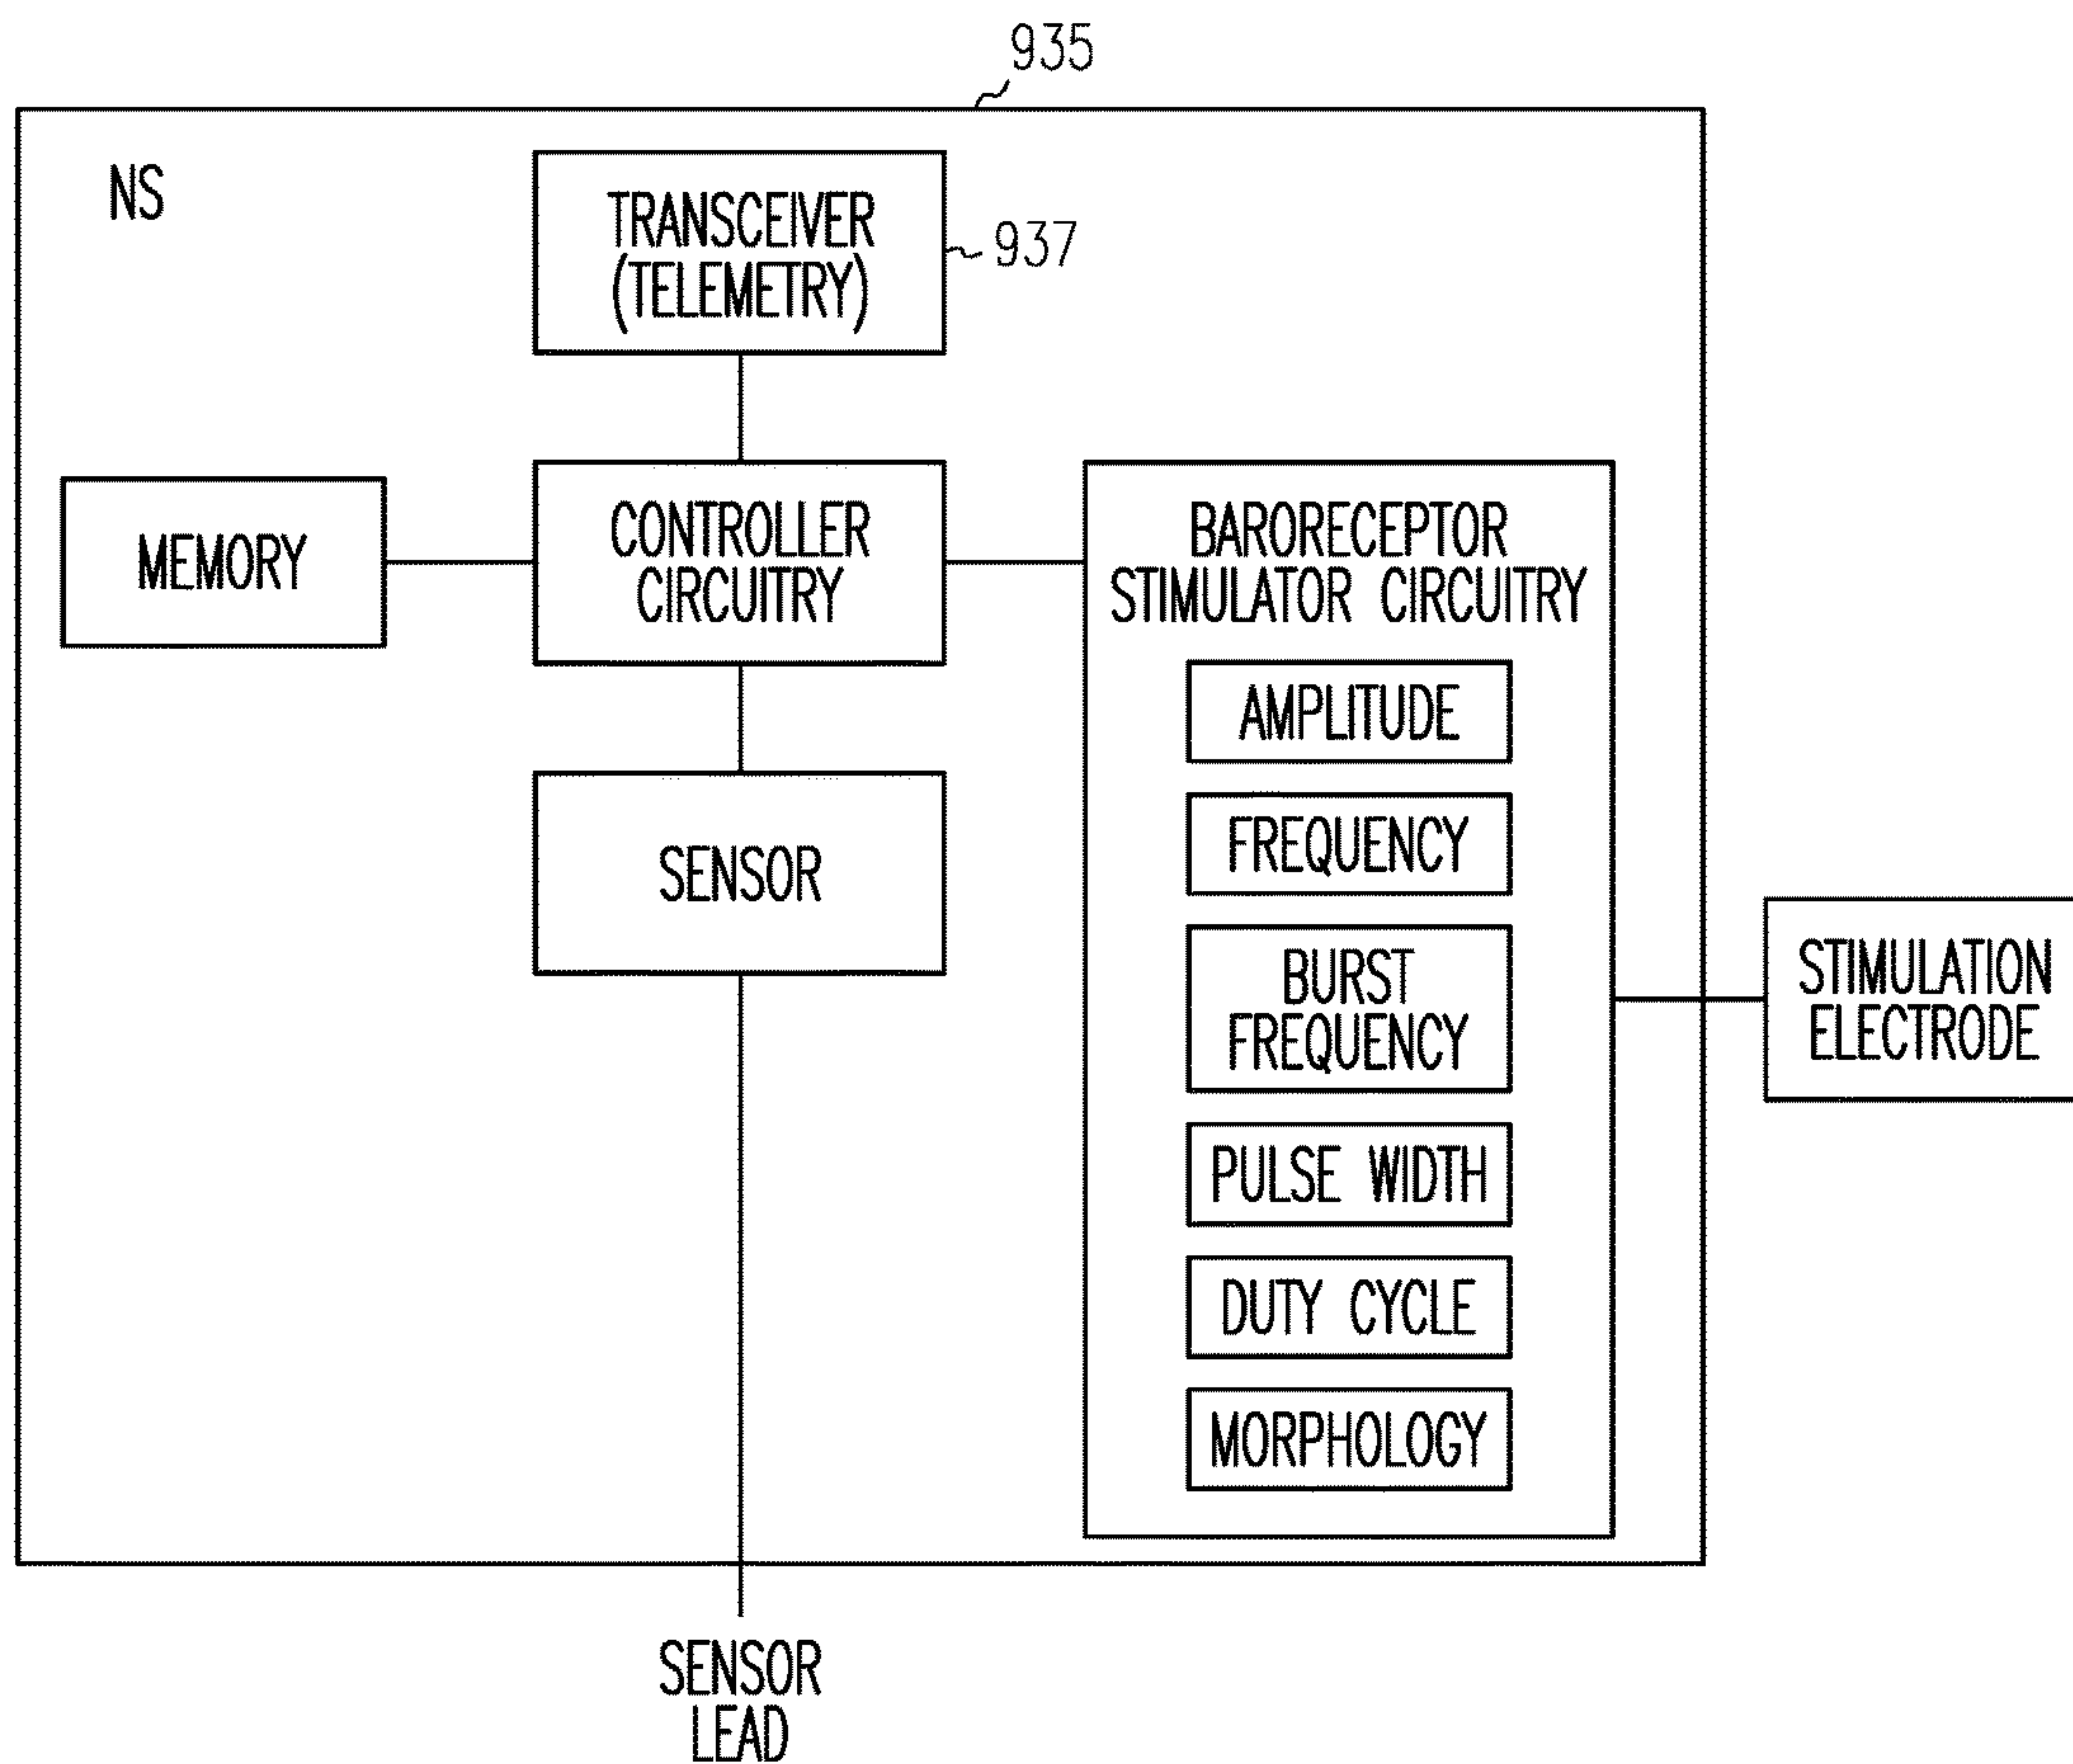 935
NS
TRANSCEIVER
(TELEMETRY)
937
MEMORY
CONTROLLER
CIRCUITRY
BARORECEPTOR
STIMULATOR CIRCUITRY
AMPLITUDE
FREQUENCY
SENSOR
BURST
FREQUENCY
STIMULATION
ELECTRODE
PULSE WIDTH
DUTY CYCLE
MORPHOLOGY
SENSOR
LEAD